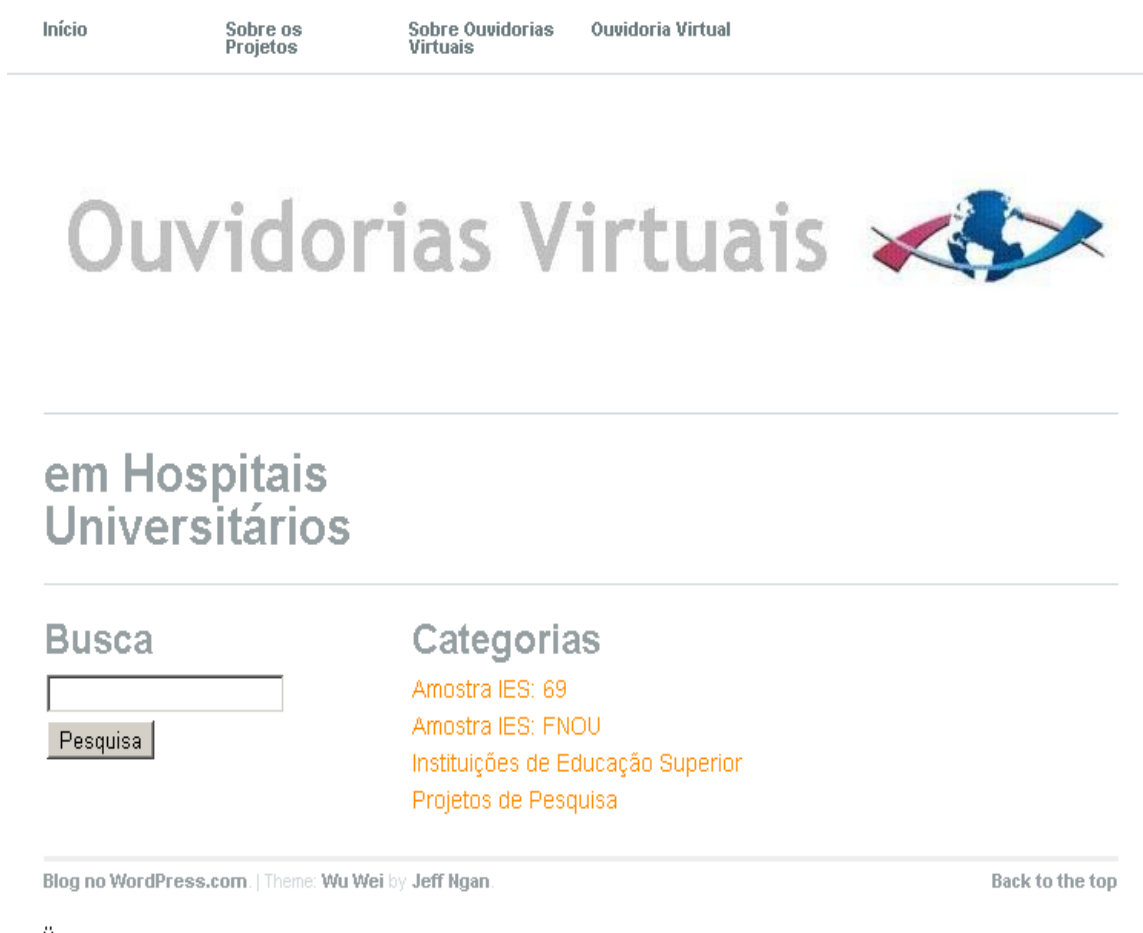 Início Sobre os Projetos Sobre Ouvidorias Virtuais Ouvidoria Virtual
Ouvidorias Virtuais
em Hospitais
Universitários
Busca
Pesquisa
Categorias
Amostra IES: 69
Amostra IES: FNOU
Instituições de Educação Superior
Projetos de Pesquisa
Blog no WordPress.com. | Theme: Wu Wei by Jeff Ngan.
Back to the top